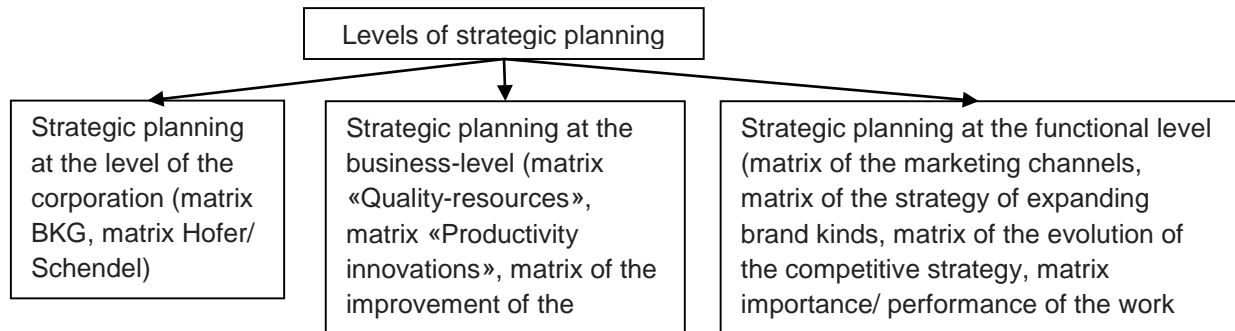 Levels of strategic planning
Strategic planning
at the level of the
corporation (matrix
BKG, matrix Hofer/
Schendel)
Strategic planning at the
business-level (matrix
«Quality-resources»,
matrix «Productivity
innovations», matrix of the
improvement of the
Strategic planning at the functional level
(matrix of the marketing channels,
matrix of the strategy of expanding
brand kinds, matrix of the evolution of
the competitive strategy, matrix
importance/ performance of the work